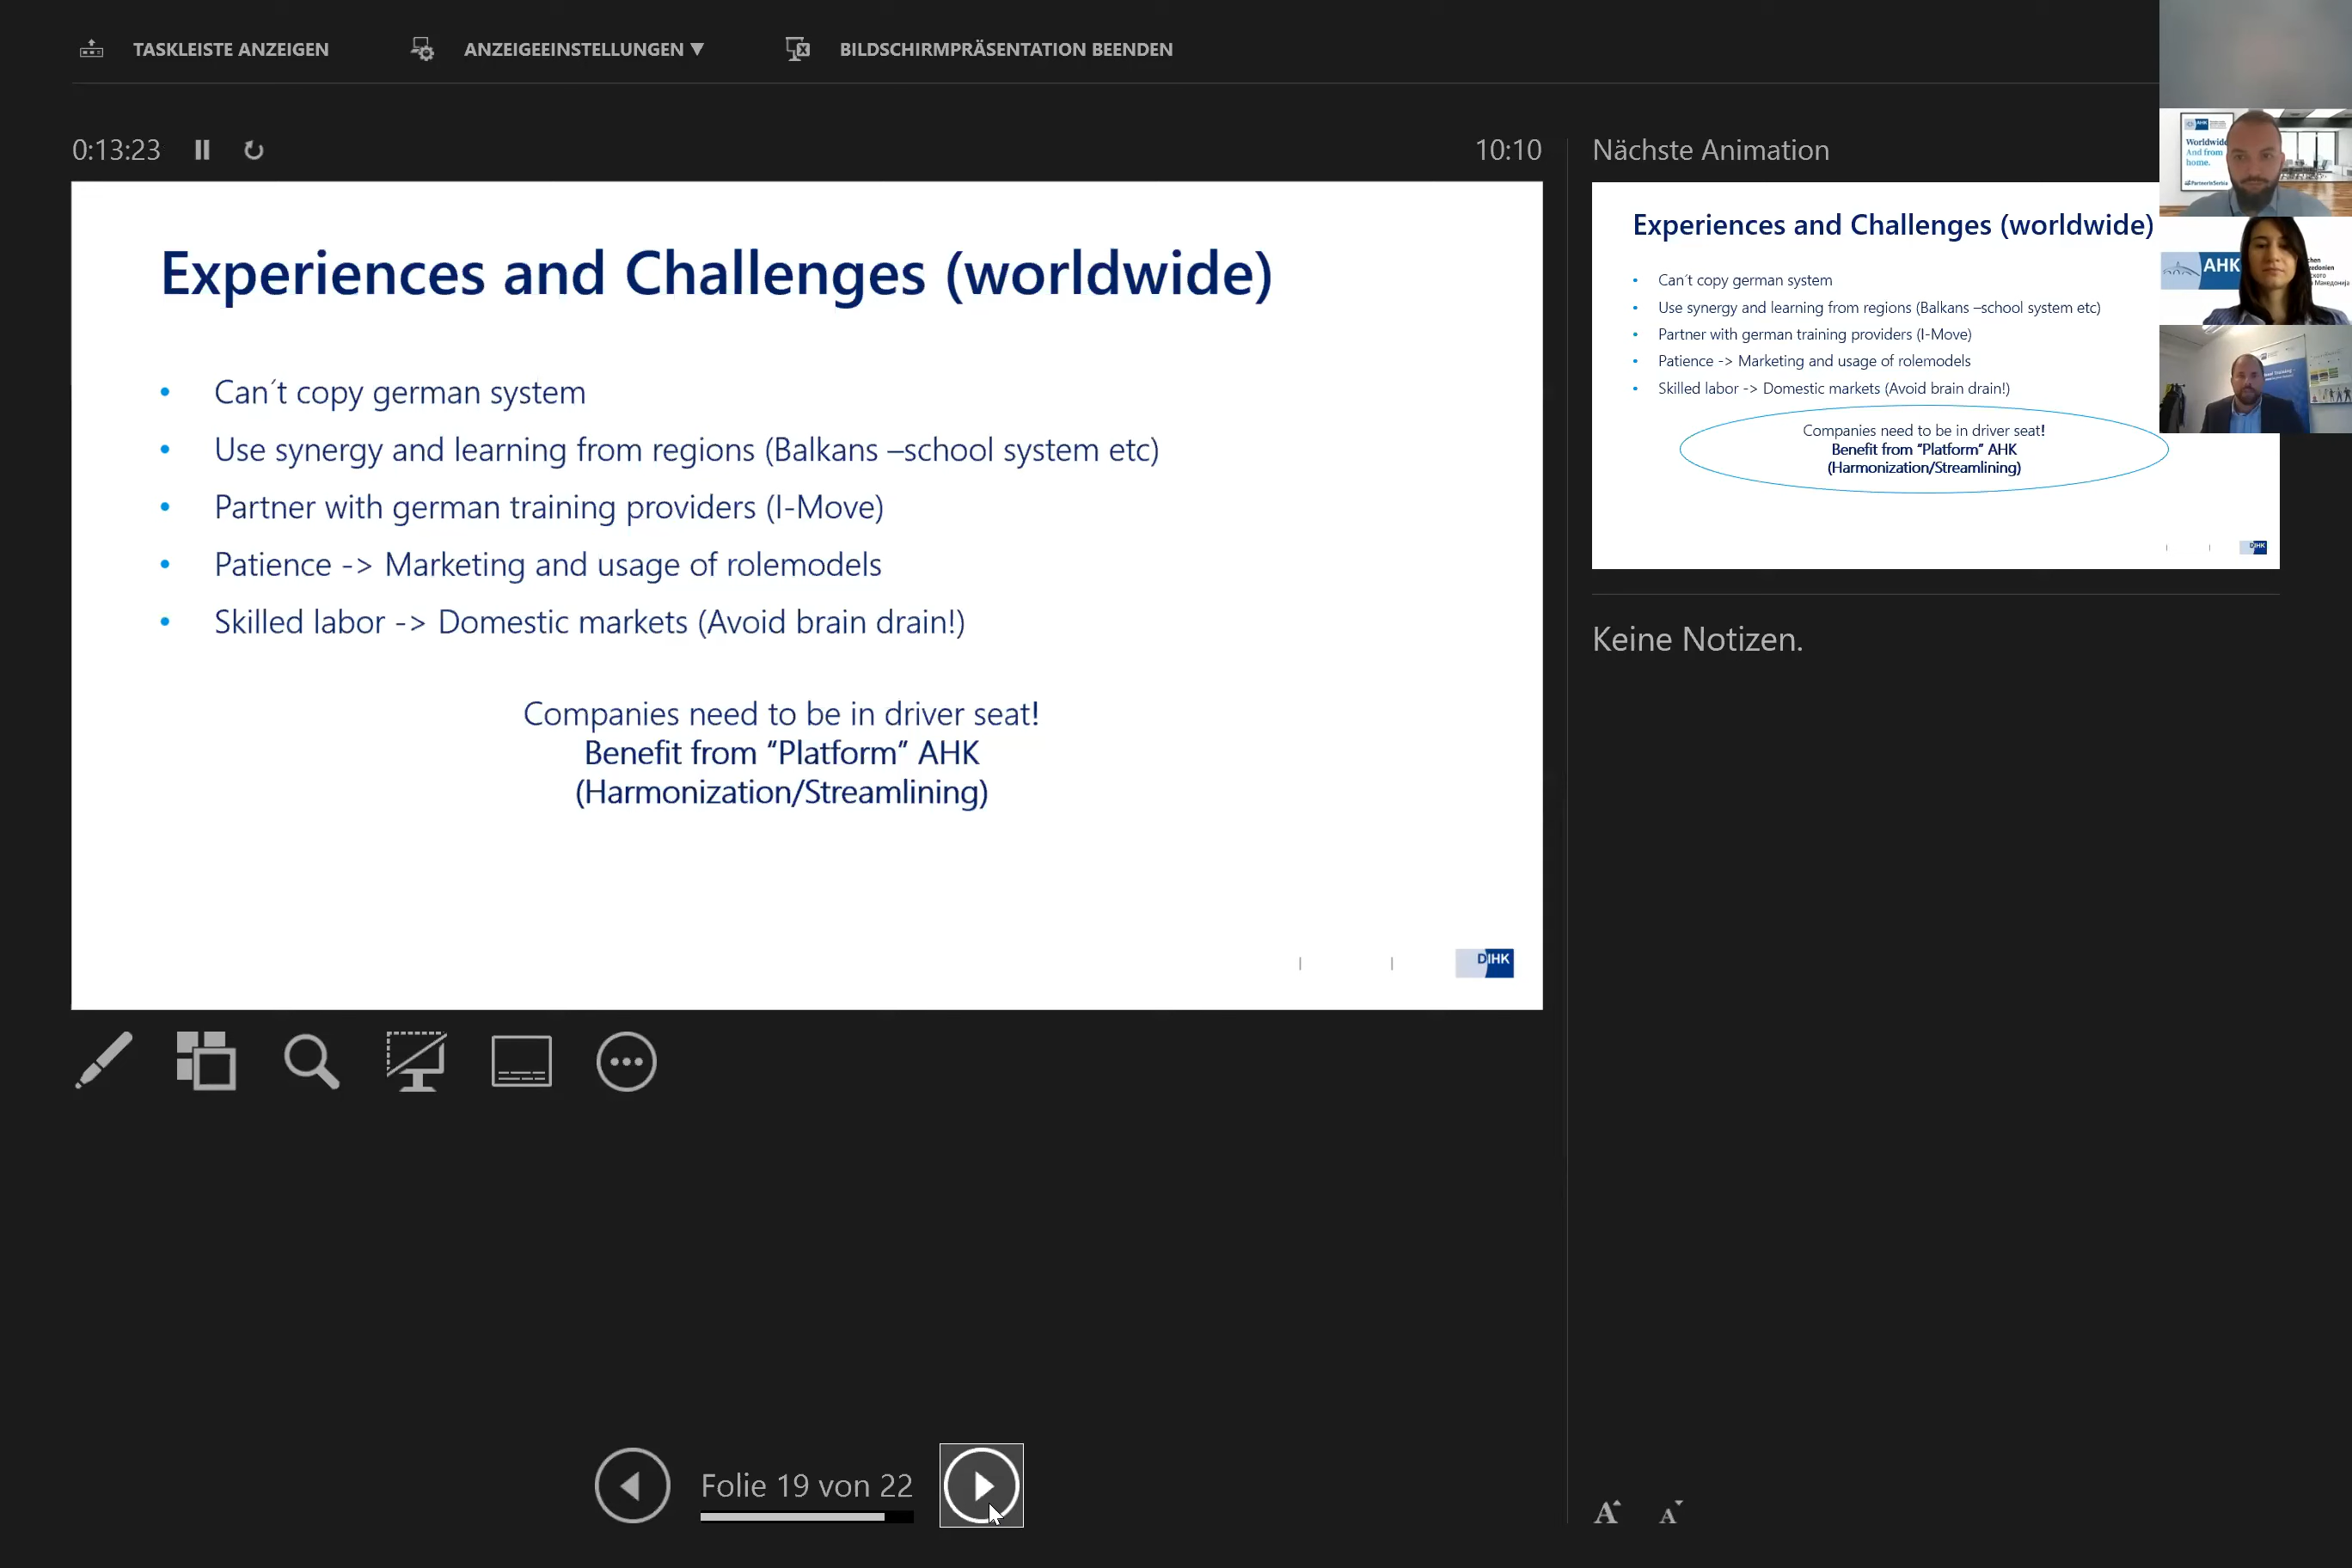 TASKLEISTE ANZEIGEN
ANZEIGEEINSTELLUNGEN ▼
BILDSCHIRMPRÄSENTATION BEENDEN
0:13:23
10:10
Experiences and Challenges (worldwide)
• Can´t copy german system
• Use synergy and learning from regions (Balkans –school system etc)
• Partner with german training providers (I-Move)
• Patience -> Marketing and usage of rolemodels
• Skilled labor -> Domestic markets (Avoid brain drain!)
Companies need to be in driver seat!
Benefit from “Platform” AHK
(Harmonization/Streamlining)
DIHK
Folie 19 von 22
Nächste Animation
Experiences and Challenges (worldwide)
• Can´t copy german system
• Use synergy and learning from regions (Balkans –school system etc)
• Partner with german training providers (I-Move)
• Patience -> Marketing and usage of rolemodels
• Skilled labor -> Domestic markets (Avoid brain drain!)
Companies need to be in driver seat!
Benefit from “Platform” AHK
(Harmonization/Streamlining)
DIHK
Keine Notizen.
A A
AHK
Worldwide
And from
home.
AHK